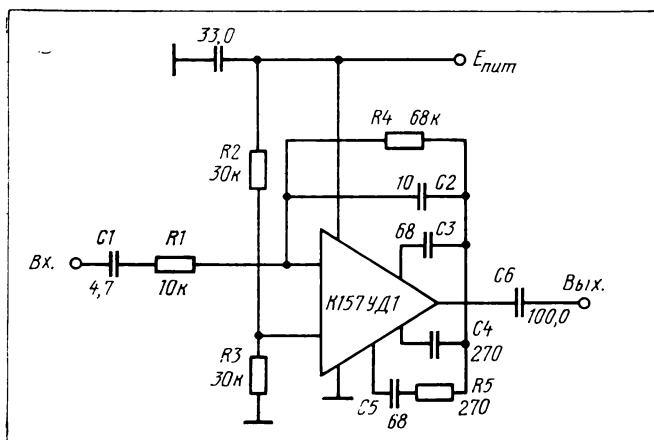 33,0
Eпит
R4 68к
R2
30к
10 C2
68 C3
C1 R1
Вх.
4,7 10к
К157УД1
C6 Вых.
100,0
R3
30к
C4
270
C5 68 R5
270